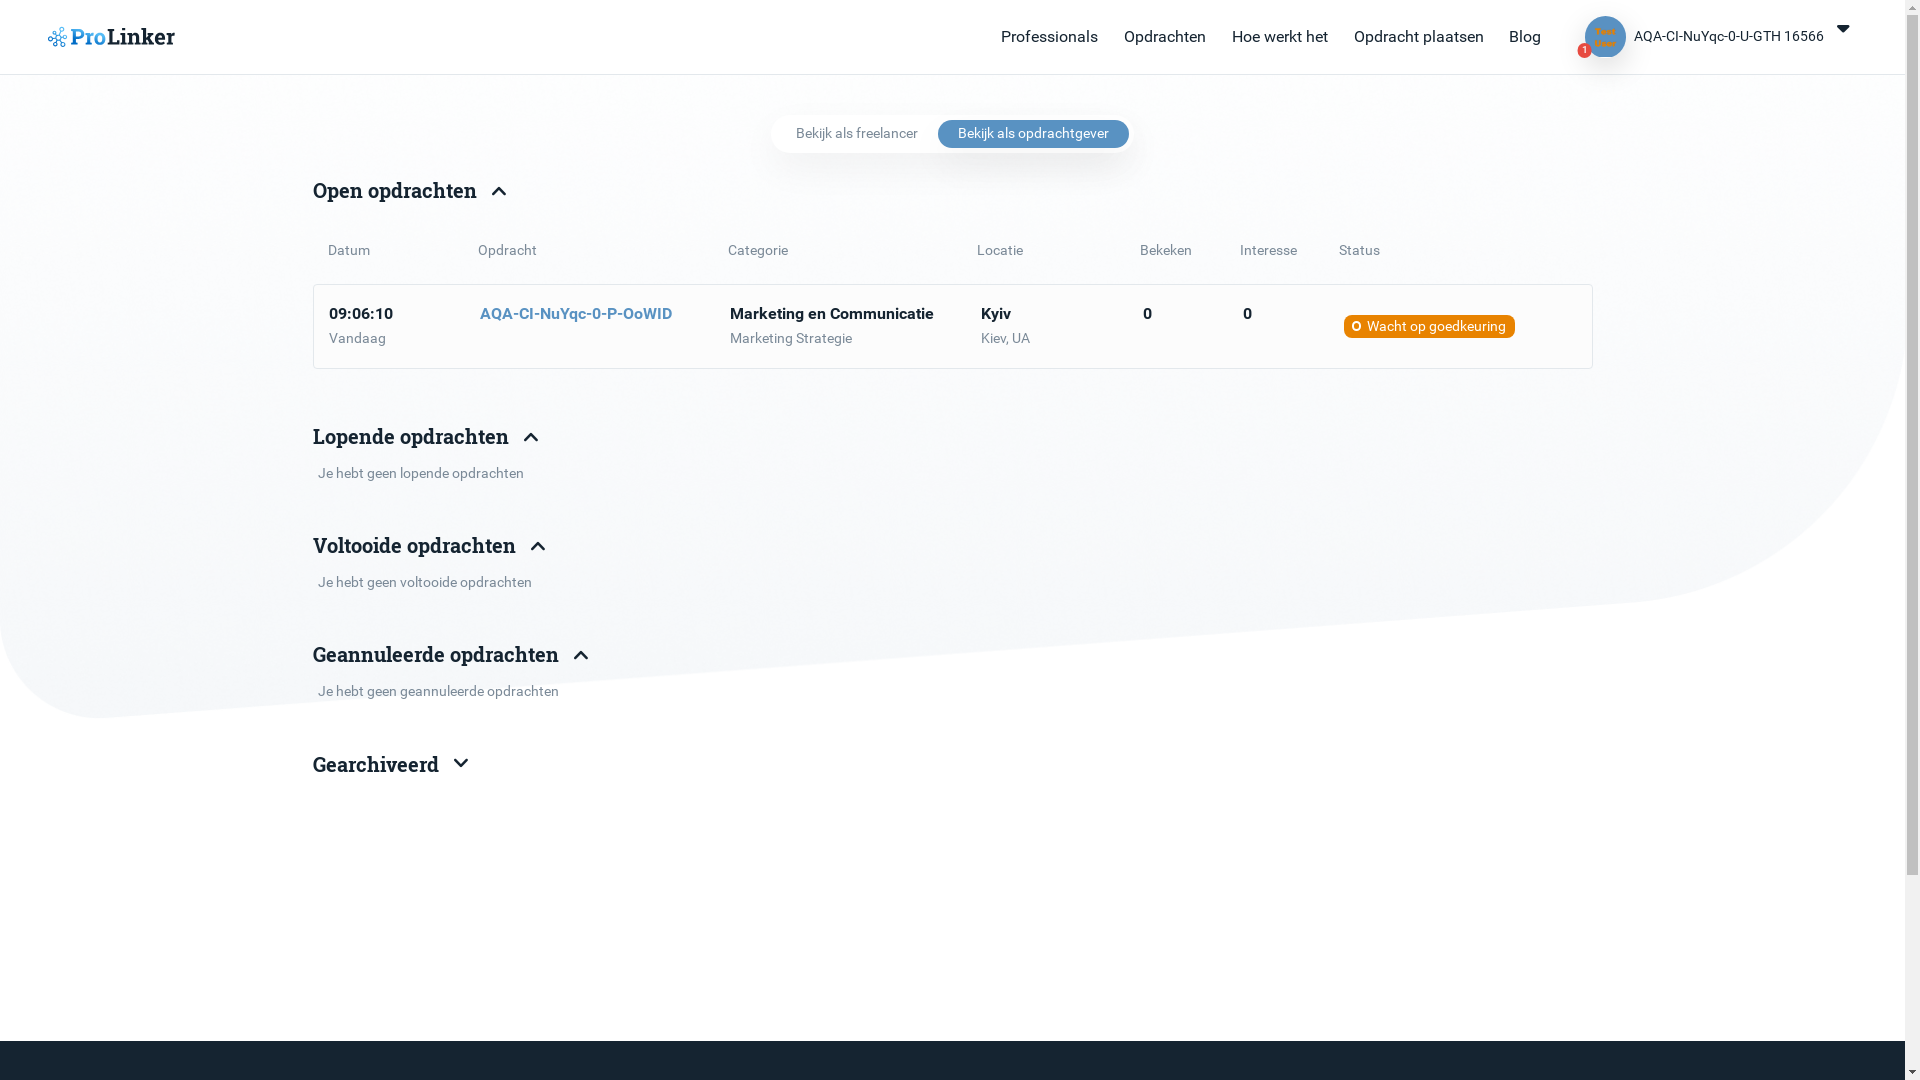 ProLinker
Professionals
Opdrachten
Hoe werkt het
Opdracht plaatsen
Blog
Test
User
1
AQA-CI-NuYqc-0-U-GTH 16566
Bekijk als freelancer
Bekijk als opdrachtgever
Open opdrachten
Datum
Opdracht
Categorie
Locatie
Bekeken
Interesse
Status
09:06:10
AQA-CI-NuYqc-0-P-OoWID
Marketing en Communicatie
Kyiv
0
0
Wacht op goedkeuring
Vandaag
Marketing Strategie
Kiev, UA
Lopende opdrachten
Je hebt geen lopende opdrachten
Voltooide opdrachten
Je hebt geen voltooide opdrachten
Geannuleerde opdrachten
Je hebt geen geannuleerde opdrachten
Gearchiveerd